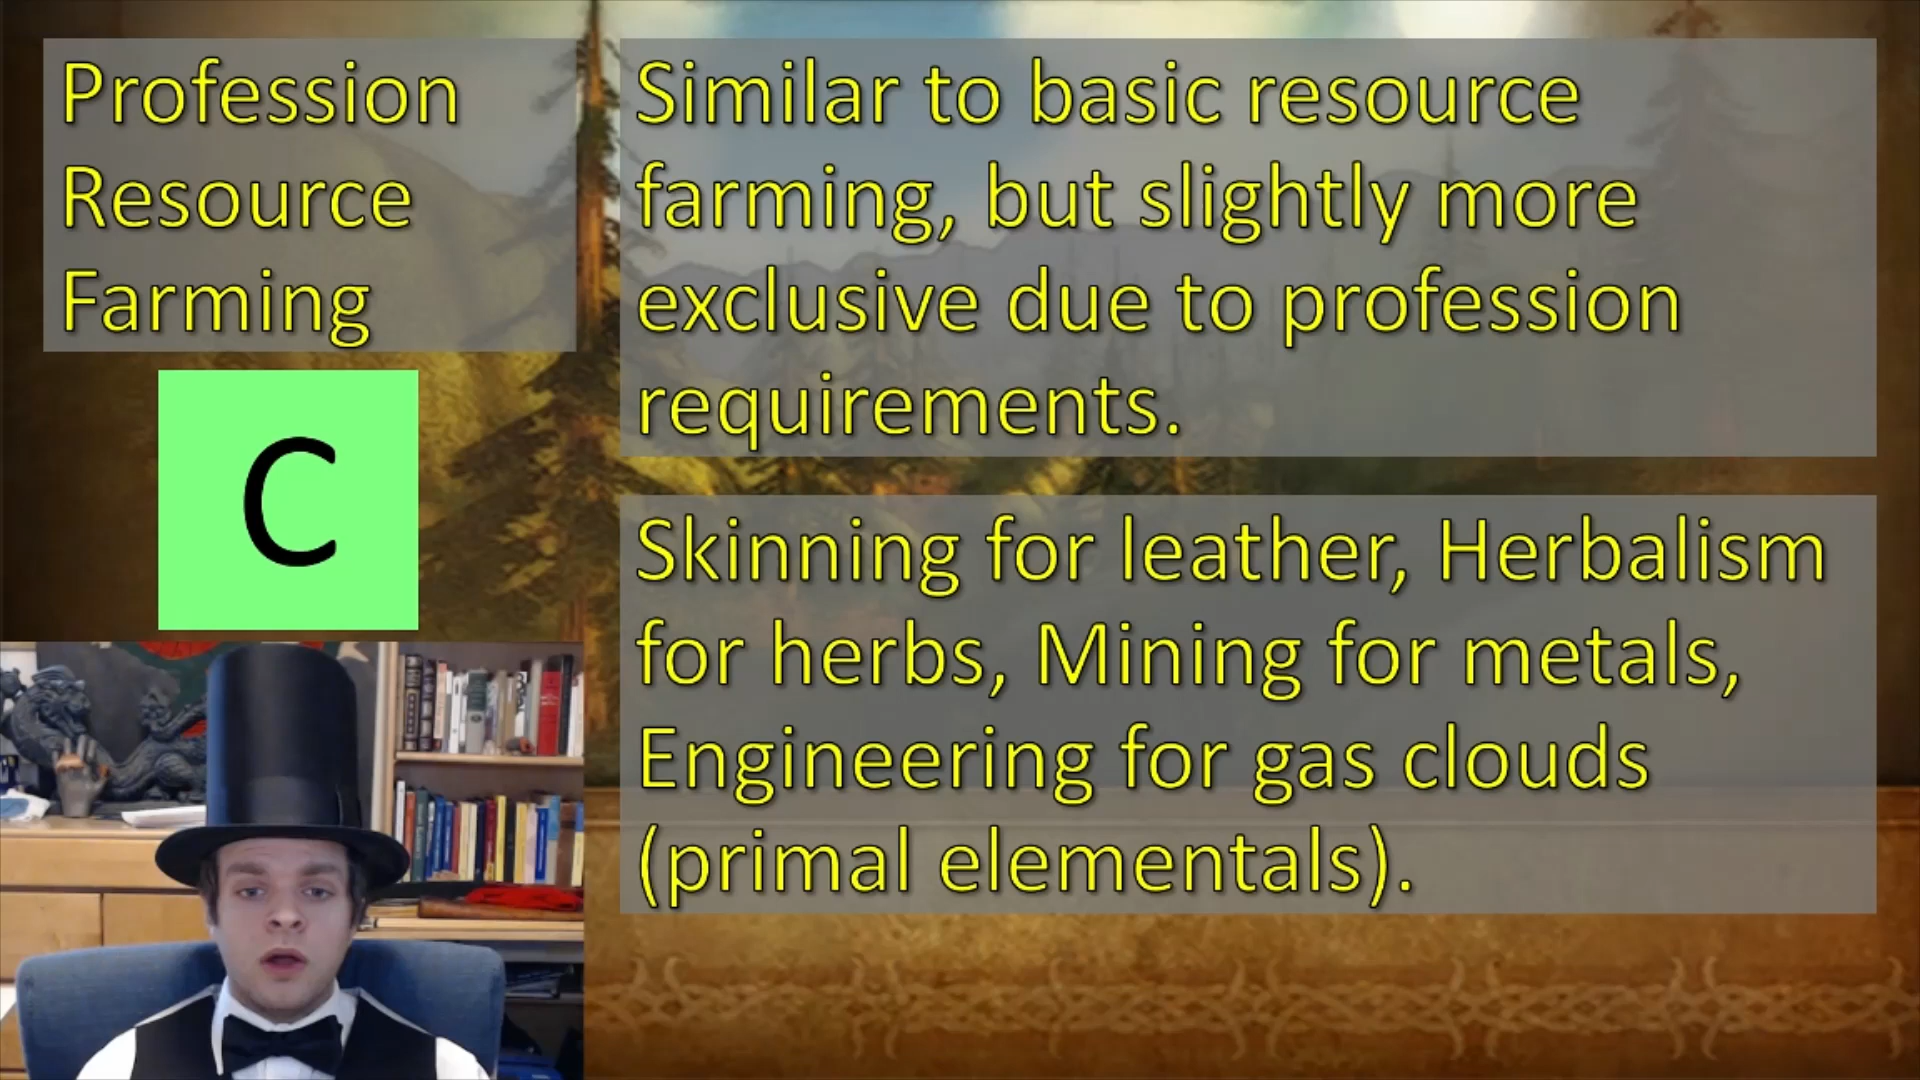 Profession
Resource
Farming
C
Similar to basic resource
farming, but slightly more
exclusive due to profession
requirements.
Skinning for leather, Herbalism
for herbs, Mining for metals,
Engineering for gas clouds
(primal elementals).